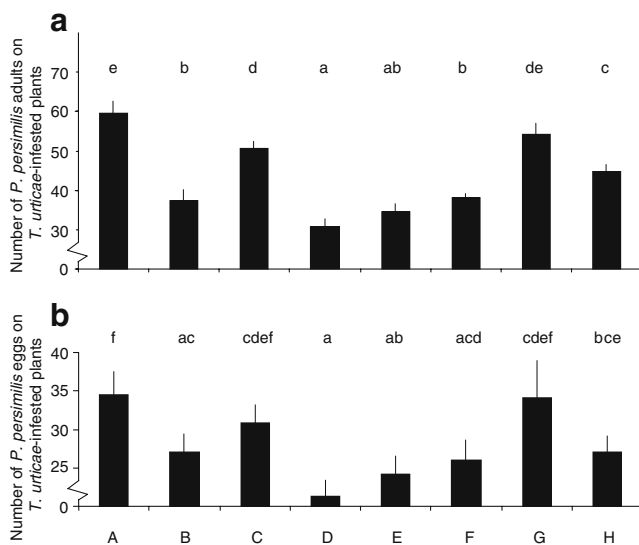 a
Number of P. persimilis adults on
T. urticae-infested plants
70
60
50
40
30
0
e b d a ab b de c
b
Number of P. persimilis eggs on
T. urticae-infested plants
40
35
30
25
0
f ac cdef a ab acd cdef bce
A B C D E F G H